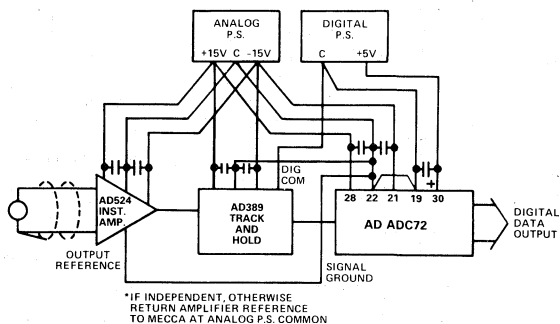 ANALOG
P.S.
+15V C -15V
DIGITAL
P.S.
C +5V
AD524
INST.
AMP.
OUTPUT
REFERENCE
AD389
TRACK
AND
HOLD
DIG
COM
28 22 21 19 30
+
AD ADC72
SIGNAL
GROUND
DIGITAL
DATA
OUTPUT
*IF INDEPENDENT, OTHERWISE
RETURN AMPLIFIER REFERENCE
TO MECCA AT ANALOG P.S. COMMON